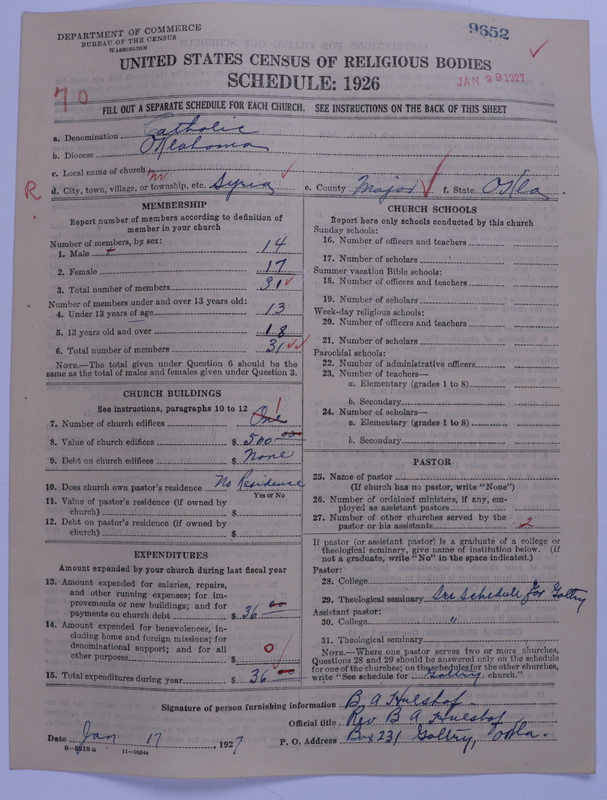 DEPARTMENT OF COMMERCE
BUREAU OF THE CENSUS
WASHINGTON
9652
UNITED STATES CENSUS OF RELIGIOUS BODIES
SCHEDULE: 1926
JAN 29 1927
70
FILL OUT A SEPARATE SCHEDULE FOR EACH CHURCH. SEE INSTRUCTIONS ON THE BACK OF THIS SHEET
a. Denomination Catholic
b. Diocese Oklahoma
c. Local name of church
R
d. City, town, village, or township, etc. nr Syria e. County Major f. State Okla.
MEMBERSHIP
Report number of members according to definition of member in your church
Number of members, by sex:
1. Male 14
2. Female 17
3. Total number of members 31
Number of members under and over 13 years old:
4. Under 13 years of age 13
5. 13 years old and over 18
6. Total number of members 31
NOTE.—The total given under Question 6 should be the same as the total of males and females given under Question 3.
CHURCH BUILDINGS
See instructions, paragraphs 10 to 12
7. Number of church edifices One 1
8. Value of church edifices $ 500 00
9. Debt on church edifices $ None
10. Does church own pastor's residence? No Residence
Yes or No
11. Value of pastor's residence (if owned by church) $
12. Debt on pastor's residence (if owned by church) $
EXPENDITURES
Amount expended by your church during last fiscal year
13. Amount expended for salaries, repairs, and other running expenses; for improvements or new buildings; and for payments on church debt $ 36 00
14. Amount expended for benevolences, including home and foreign missions; for denominational support; and for all other purposes $ 0
15. Total expenditures during year $ 36 00
CHURCH SCHOOLS
Report here only schools conducted by this church
Sunday schools:
16. Number of officers and teachers
17. Number of scholars
Summer vacation Bible schools:
18. Number of officers and teachers
19. Number of scholars
Week-day religious schools:
20. Number of officers and teachers
21. Number of scholars
Parochial schools:
22. Number of administrative officers
23. Number of teachers—
a. Elementary (grades 1 to 8)
b. Secondary
24. Number of scholars—
a. Elementary (grades 1 to 8)
b. Secondary
PASTOR
25. Name of pastor
(If church has no pastor, write "None")
26. Number of ordained ministers, if any, employed as assistant pastors
27. Number of other churches served by the pastor or his assistants 2
If pastor (or assistant pastor) is a graduate of a college or theological seminary, give name of institution below. (If not a graduate, write "No" in the space indicated.)
Pastor:
28. College
29. Theological seminary See Schedule for Goltry
Assistant pastor:
30. College "
31. Theological seminary
NOTE.—Where one pastor serves two or more churches, Questions 28 and 29 should be answered only on the schedule for one of the churches; on the schedules for the other churches, write "See schedule for Goltry church."
Signature of person furnishing information B. A Hulshof
Official title Rev B A Hulshof
Date Jan 17, 1927 P. O. Address Box 231 Goltry, Okla.
11—9034a